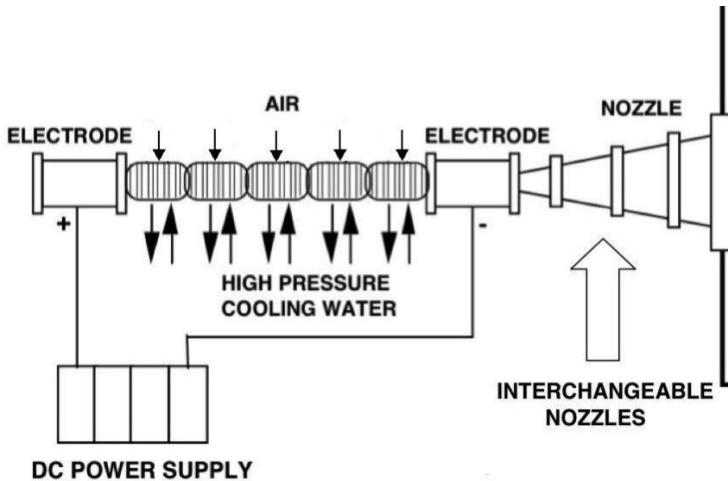 AIR
NOZZLE
ELECTRODE
ELECTRODE
+
-
HIGH PRESSURE
COOLING WATER
INTERCHANGEABLE
NOZZLES
DC POWER SUPPLY